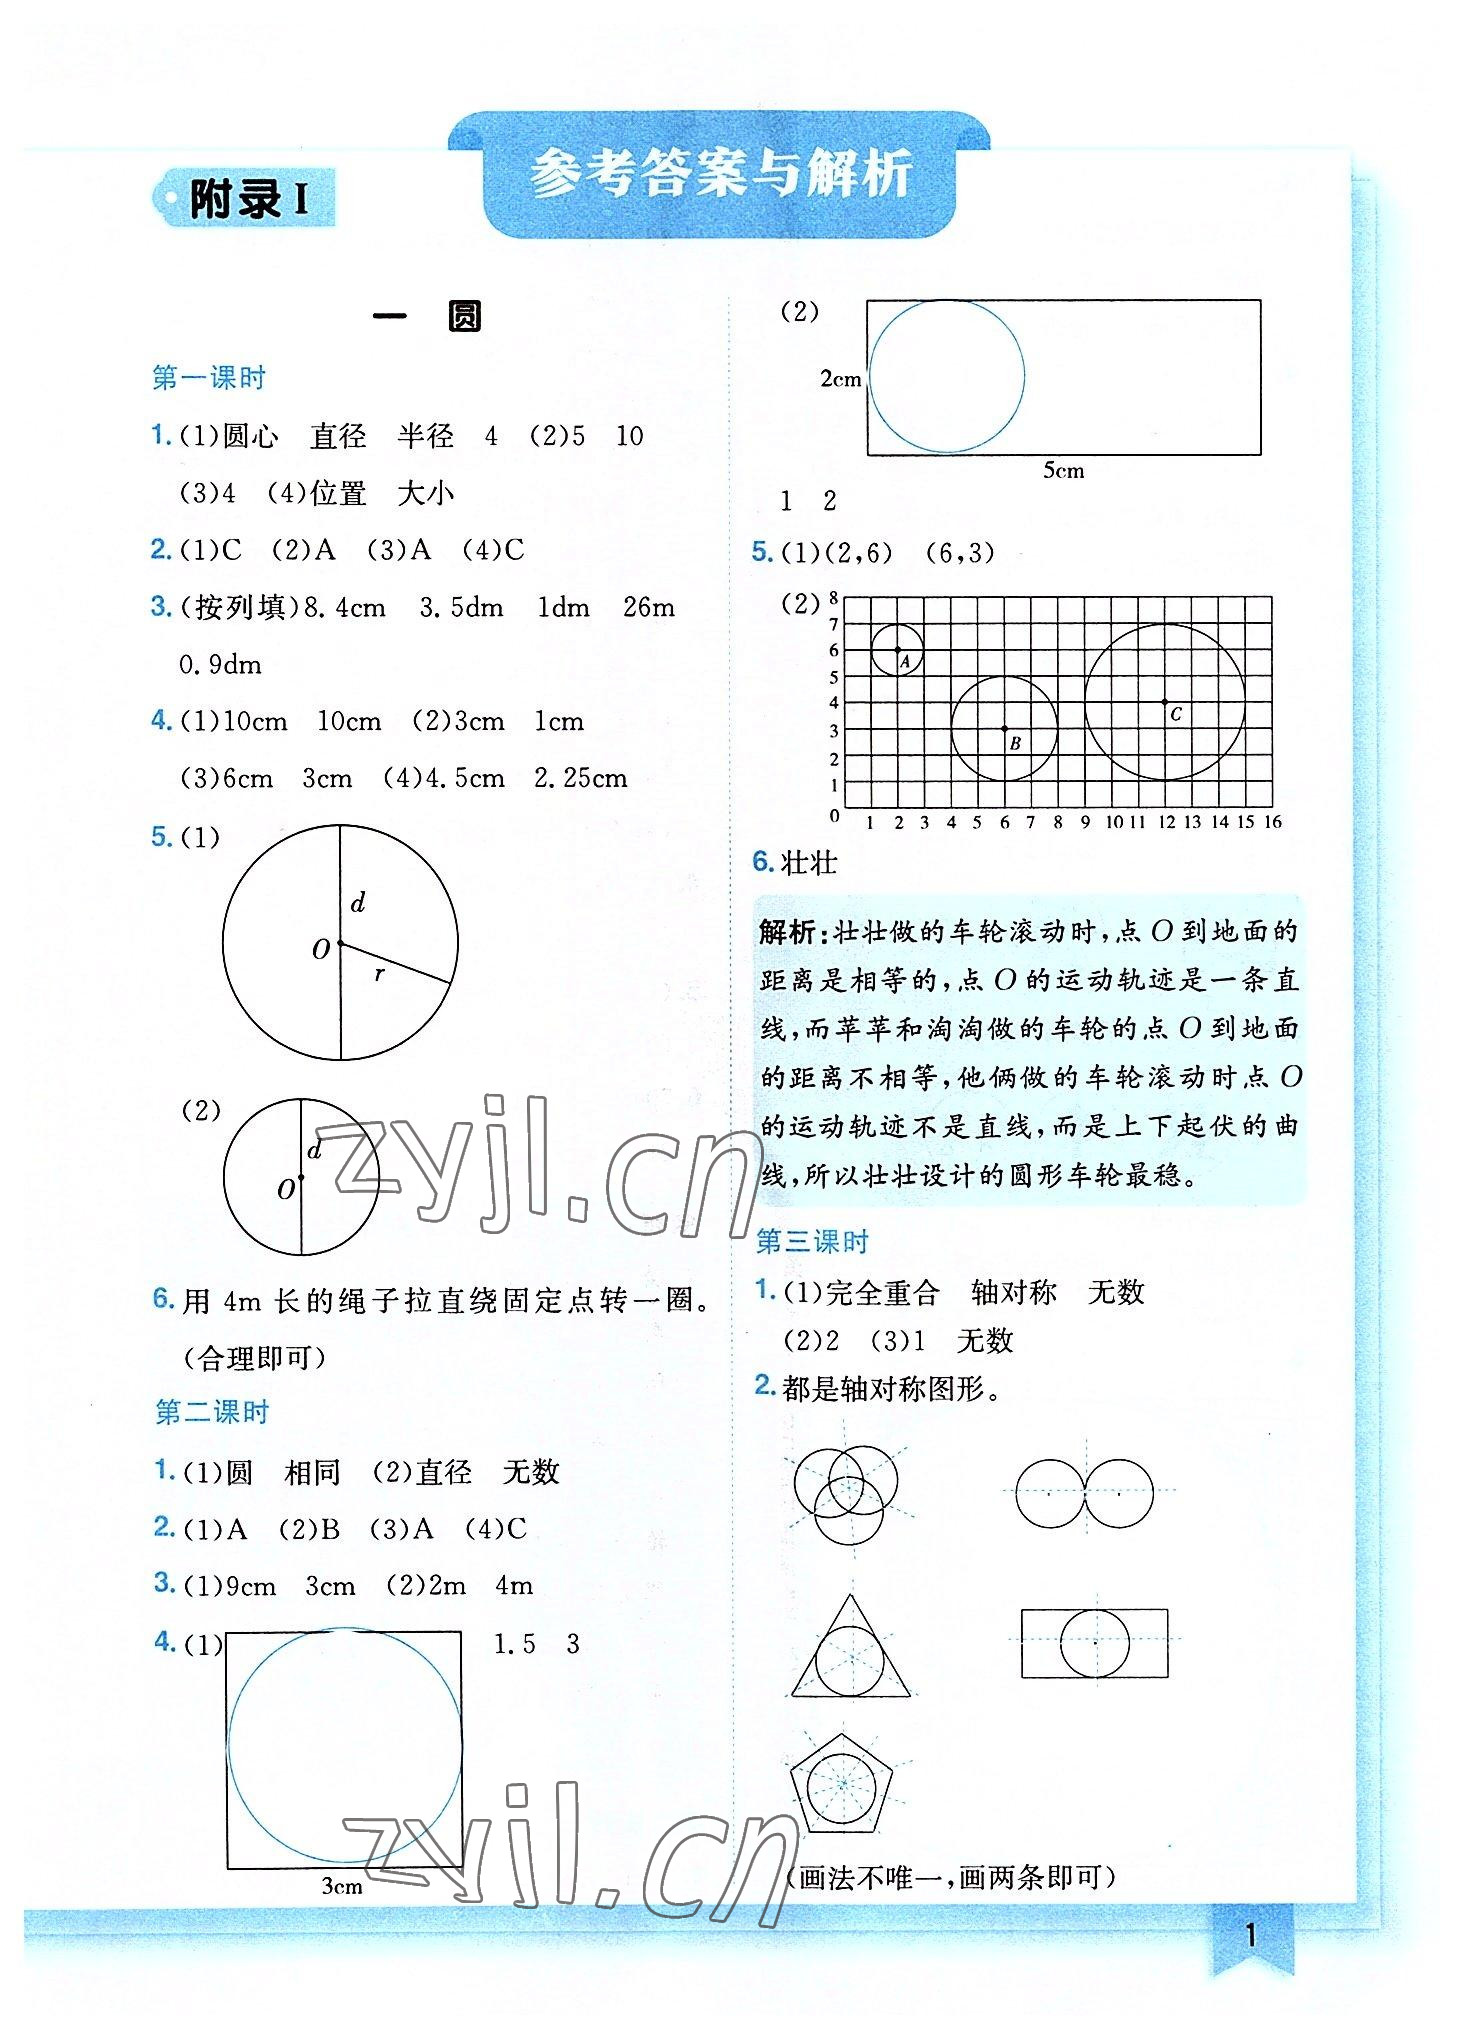 附录Ⅰ
参考答案与解析
一 圆
第一课时
1.(1)圆心 直径 半径 4 (2)5 10
(3)4 (4)位置 大小
2.(1)C (2)A (3)A (4)C
3.(按列填)8.4cm 3.5dm 1dm 26m
0.9dm
4.(1)10cm 10cm (2)3cm 1cm
(3)6cm 3cm (4)4.5cm 2.25cm
5.(1)
d
O
r
(2)
d
O
6.用 4m 长的绳子拉直绕固定点转一圈。
(合理即可)
第二课时
1.(1)圆 相同 (2)直径 无数
2.(1)A (2)B (3)A (4)C
3.(1)9cm 3cm (2)2m 4m
4.(1) 1.5 3
3cm
(2)
2cm
5cm
1 2
5.(1)(2,6) (6,3)
(2) 8
7
6 A
5
4 C
3 B
2
1
0 1 2 3 4 5 6 7 8 9 10 11 12 13 14 15 16
6.壮壮
解析:壮壮做的车轮滚动时,点 O 到地面的
距离是相等的,点 O 的运动轨迹是一条直
线,而苹苹和淘淘做的车轮的点 O 到地面
的距离不相等,他俩做的车轮滚动时点 O
的运动轨迹不是直线,而是上下起伏的曲
线,所以壮壮设计的圆形车轮最稳。
第三课时
1.(1)完全重合 轴对称 无数
(2)2 (3)1 无数
2.都是轴对称图形。
(画法不唯一,画两条即可)
1
zyjl.cn
zyjl.cn